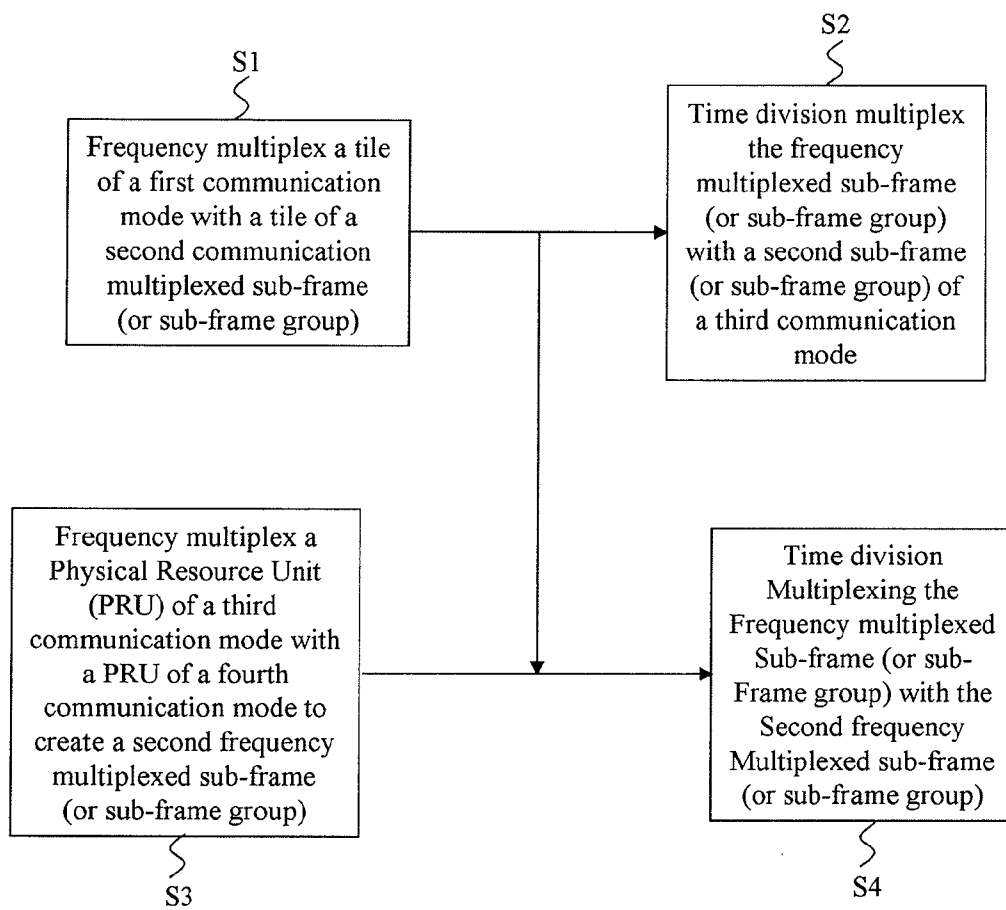 S1
Frequency multiplex a tile
of a first communication
mode with a tile of a
second communication
multiplexed sub-frame
(or sub-frame group)
S2
Time division multiplex
the frequency
multiplexed sub-frame
(or sub-frame group)
with a second sub-frame
(or sub-frame group) of
a third communication
mode
Frequency multiplex a
Physical Resource Unit
(PRU) of a third
communication mode with
a PRU of a fourth
communication mode to
create a second frequency
multiplexed sub-frame
(or sub-frame group)
S3
Time division
Multiplexing the
Frequency multiplexed
Sub-frame (or sub-
Frame group) with the
Second frequency
Multiplexed sub-frame
(or sub-frame group)
S4